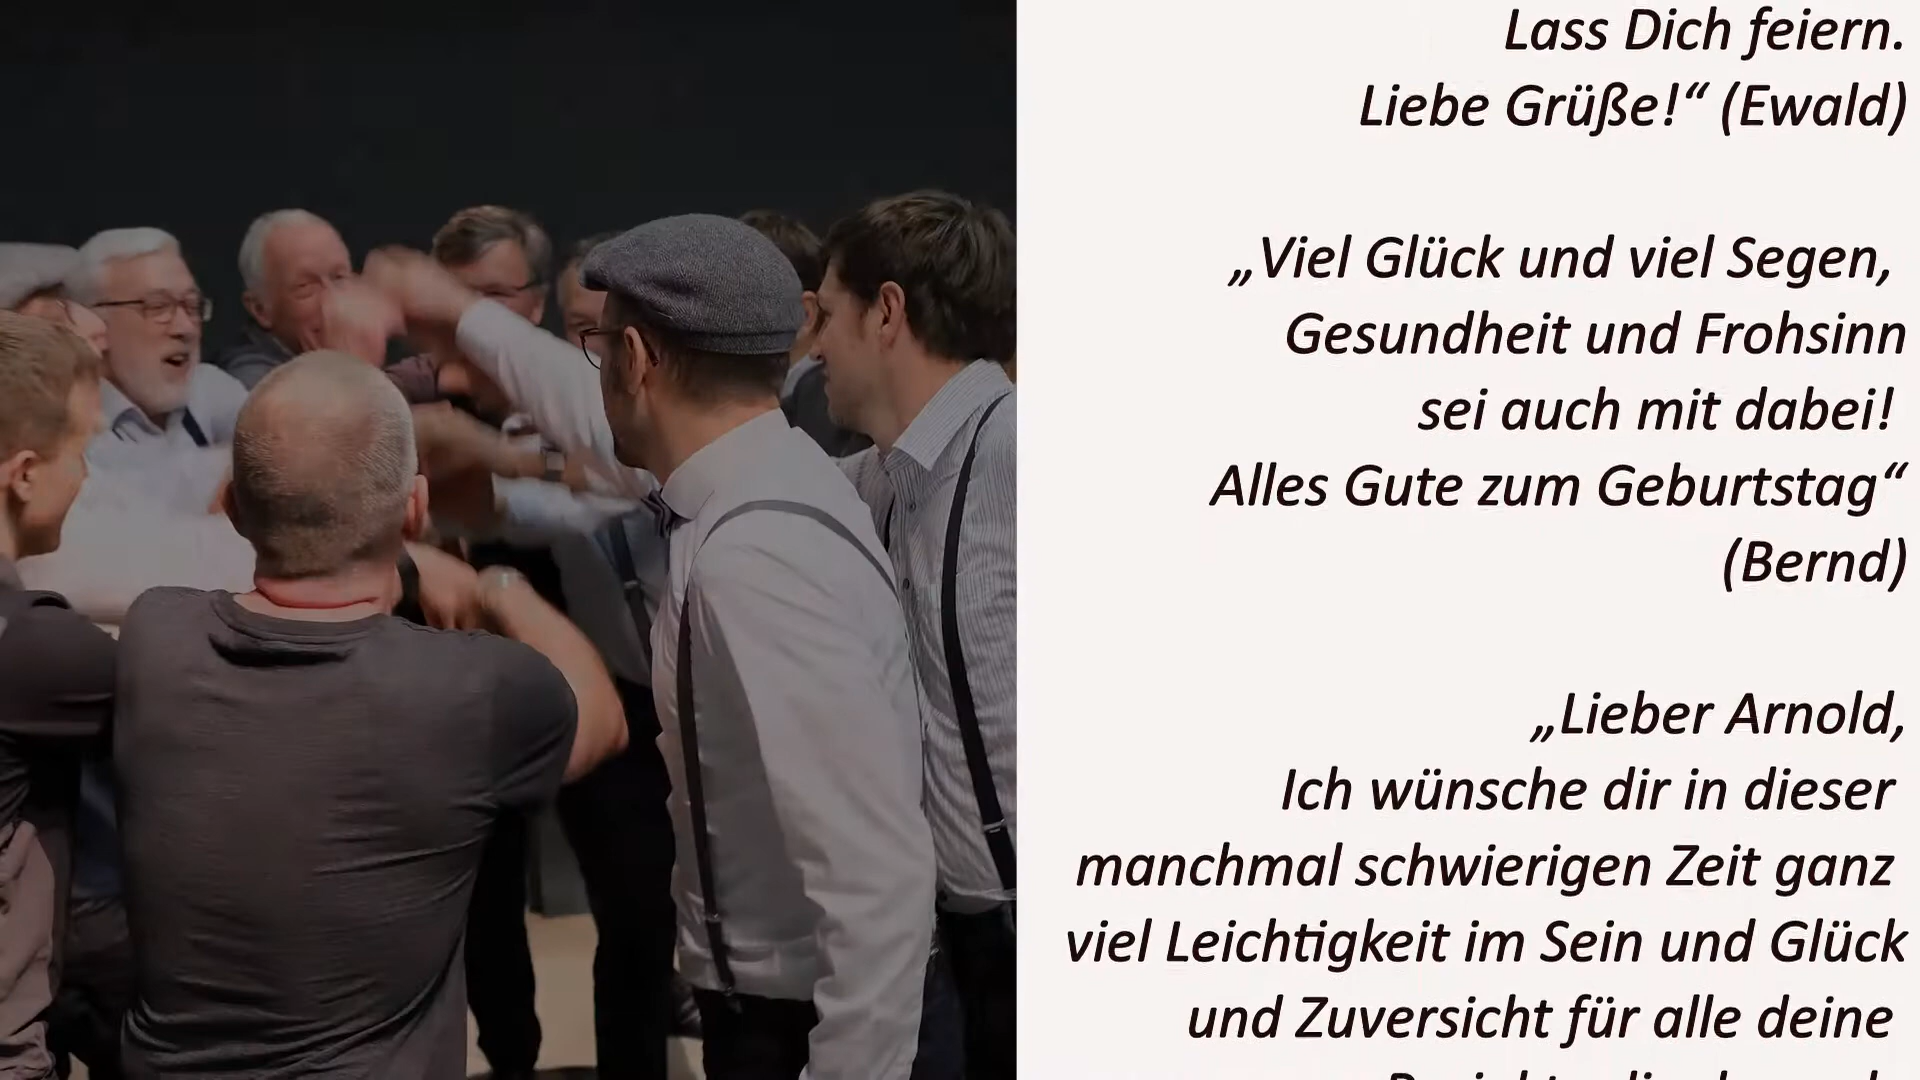 Lass Dich feiern.
Liebe Grüße!“ (Ewald)
„Viel Glück und viel Segen,
Gesundheit und Frohsinn
sei auch mit dabei!
Alles Gute zum Geburtstag“
(Bernd)
„Lieber Arnold,
Ich wünsche dir in dieser
manchmal schwierigen Zeit ganz
viel Leichtigkeit im Sein und Glück
und Zuversicht für alle deine